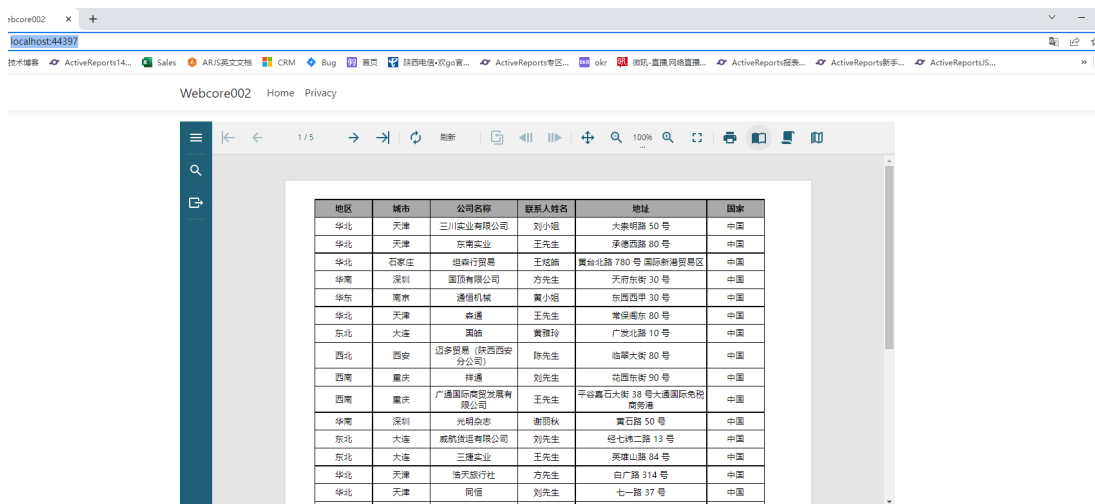 ebcore002
localhost:44397
技术博客 ActiveReports14... Sales ARJS英文文档 CRM Bug 首页 陕西电信·欢go官... ActiveReports专区... okr 微吼-直播,网络直播... ActiveReports报表... ActiveReports新手... ActiveReportsJS...
Webcore002 Home Privacy
1 / 5 刷新 100%
地区 城市 公司名称 联系人姓名 地址 国家
华北 天津 三川实业有限公司 刘小姐 大崇明路 50 号 中国
华北 天津 东南实业 王先生 承德西路 80 号 中国
华北 石家庄 坦森行贸易 王炫皓 黄台北路 780 号 国际新港贸易区 中国
华南 深圳 国顶有限公司 方先生 天府东街 30 号 中国
华东 南京 通恒机械 黄小姐 东园西甲 30 号 中国
华北 天津 森通 王先生 常保阁东 80 号 中国
东北 大连 国皓 黄雅玲 广发北路 10 号 中国
西北 西安 迈多贸易（陕西西安分公司） 陈先生 临翠大街 80 号 中国
西南 重庆 祥通 刘先生 花园东街 90 号 中国
西南 重庆 广通国际商贸发展有限公司 王先生 平谷嘉石大街 38 号大通国际免税商务港 中国
华南 深圳 光明杂志 谢丽秋 黄石路 50 号 中国
东北 大连 威航货运有限公司 刘先生 经七纬二路 13 号 中国
东北 大连 三捷实业 王先生 英雄山路 84 号 中国
华北 天津 浩天旅行社 方先生 白广路 314 号 中国
华北 天津 同恒 刘先生 七一路 37 号 中国